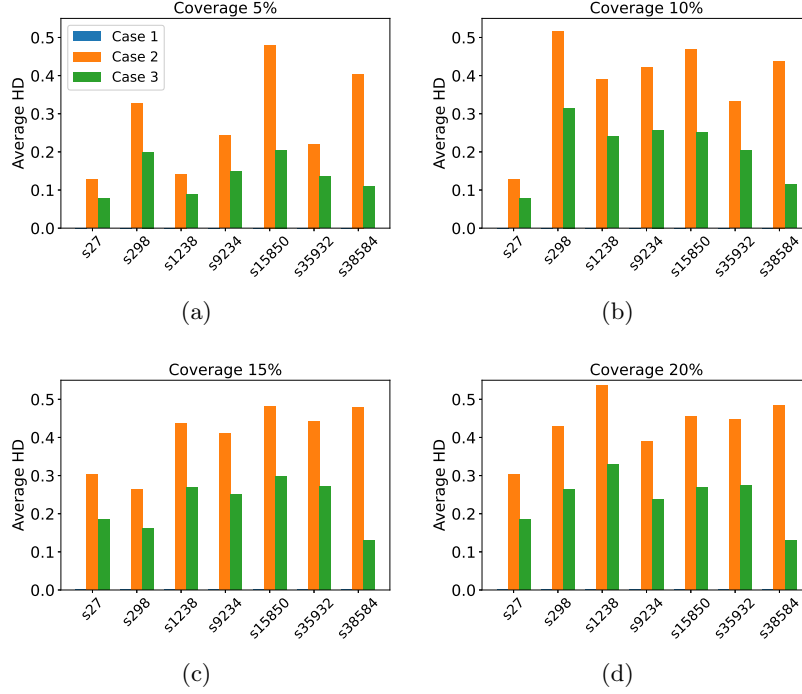 Coverage 5%
Average HD
0.5
0.4
0.3
0.2
0.1
0.0
Case 1
Case 2
Case 3
s27
s298
s1238
s9234
s15850
s35932
s38584
(a)
Coverage 10%
Average HD
0.5
0.4
0.3
0.2
0.1
0.0
s27
s298
s1238
s9234
s15850
s35932
s38584
(b)
Coverage 15%
Average HD
0.5
0.4
0.3
0.2
0.1
0.0
s27
s298
s1238
s9234
s15850
s35932
s38584
(c)
Coverage 20%
Average HD
0.5
0.4
0.3
0.2
0.1
0.0
s27
s298
s1238
s9234
s15850
s35932
s38584
(d)